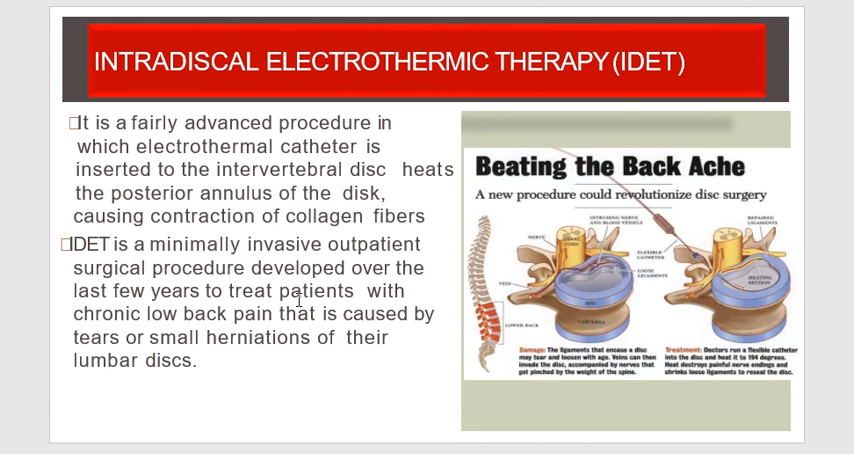 INTRADISCAL ELECTROTHERMIC THERAPY (IDET)
It is a fairly advanced procedure in
which electrothermal catheter is
inserted to the intervertebral disc heats
the posterior annulus of the disk,
causing contraction of collagen fibers
IDET is a minimally invasive outpatient
surgical procedure developed over the
last few years to treat patients with
chronic low back pain that is caused by
tears or small herniations of their
lumbar discs.
Beating the Back Ache
A new procedure could revolutionize disc surgery
INTRUDING NERVE
AND BLOOD VESSELS
NERVE
SPINAL
CORD
FLEXIBLE
CATHETER
LOOSE
LIGAMENTS
VEIN
DISC
VERTEBRA
LOWER BACK
REPAIRED
LIGAMENTS
HEATING
SECTION
Damage: The ligaments that encase a disc
may tear and loosen with age. Veins can then
invade the disc, accompanied by nerves that
get pinched by the weight of the spine.
Treatment: Doctors run a flexible catheter
into the disc and heat it to 194 degrees.
Heat destroys painful nerve endings and
shrinks loose ligaments to reseal the disc.